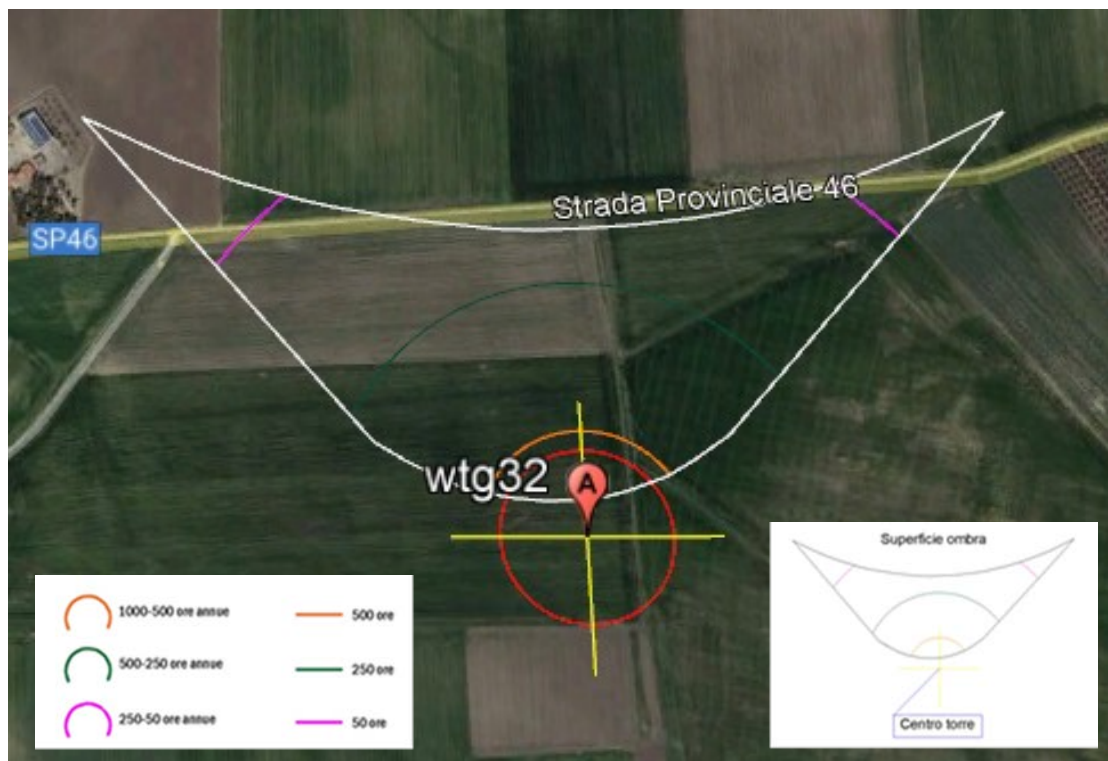 Strada Provinciale 46
SP46
wtg32
A
1000-500 ore annue
500 ore
500-250 ore annue
250 ore
250-50 ore annue
50 ore
Superficie ombra
Centro torre